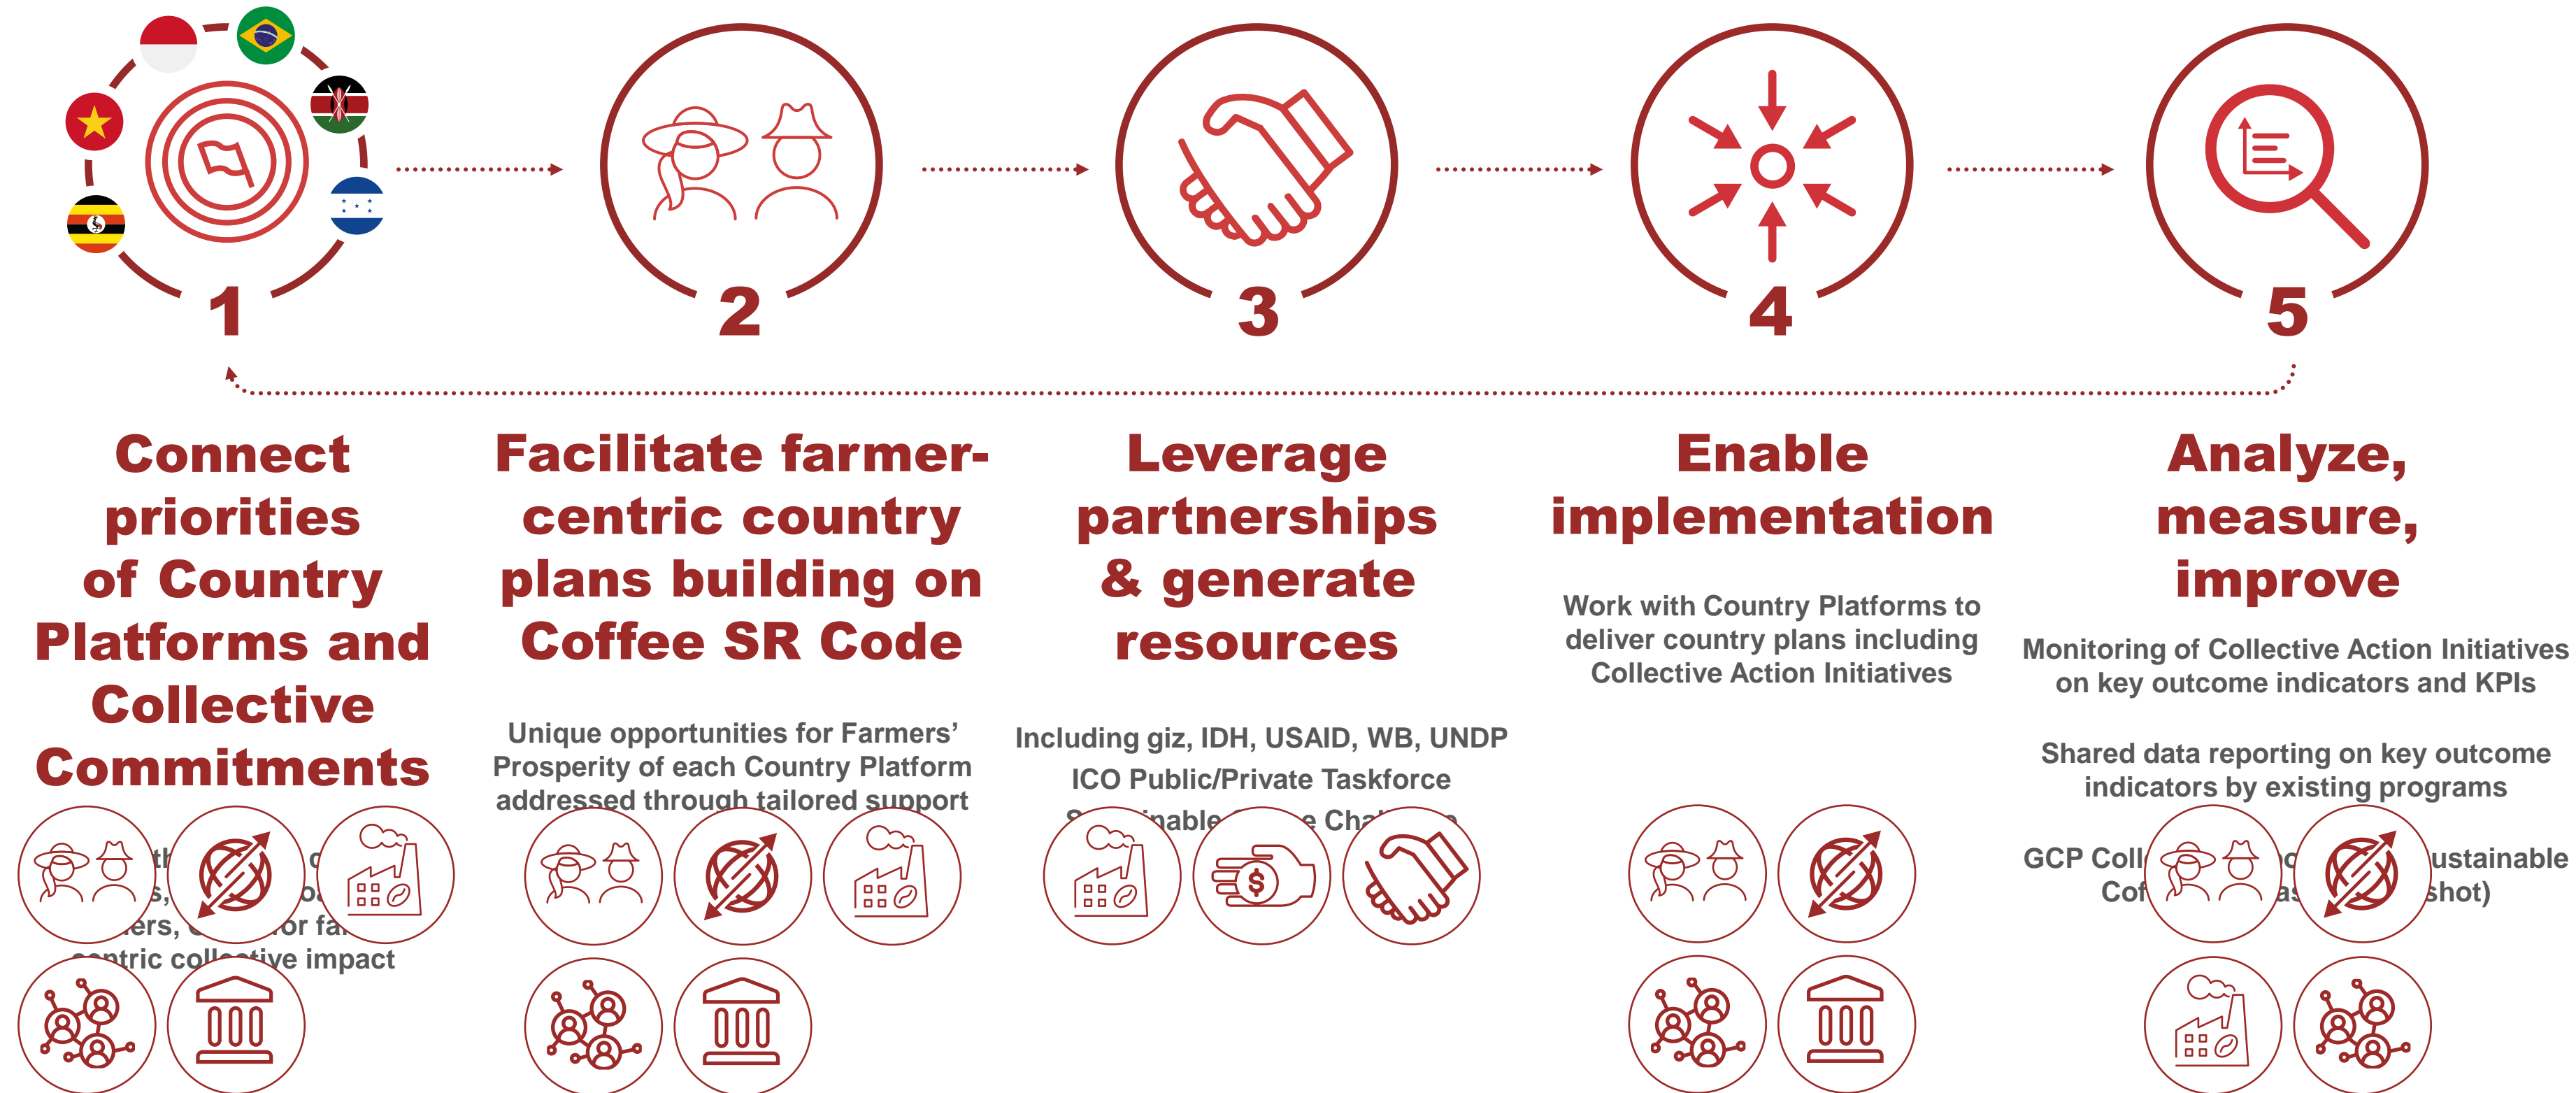 1
2
3
4
5
Connect
priorities
of Country
Platforms and
Collective
Commitments
centric collective impact
Facilitate farmer-
centric country
plans building on
Coffee SR Code
Unique opportunities for Farmers’
Prosperity of each Country Platform
addressed through tailored support
Leverage
partnerships
& generate
resources
Including giz, IDH, USAID, WB, UNDP
ICO Public/Private Taskforce
Enable
implementation
Work with Country Platforms to
deliver country plans including
Collective Action Initiatives
Analyze,
measure,
improve
Monitoring of Collective Action Initiatives
on key outcome indicators and KPIs
Shared data reporting on key outcome
indicators by existing programs
GCP
$
$